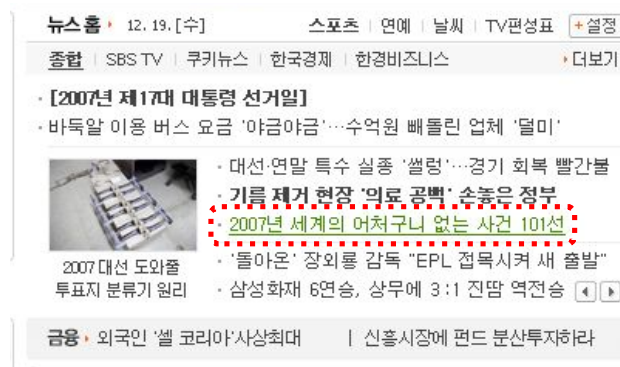 뉴스홈 12. 19. [수] 스포츠 연예 날씨 TV편성표 +설정
종합 SBS TV 쿠키뉴스 한국경제 한경비즈니스 더보기
· [2007년 제17대 대통령 선거일]
· 바둑알 이용 버스 요금 '야금야금'…수억원 빼돌린 업체 '덜미'
· 대선·연말 특수 실종 '썰렁'…경기 회복 빨간불
· 기름 제거 현장 '의료 공백' 손놓은 정부
· 2007년 세계의 어처구니 없는 사건 101선
· '돌아온' 장외룡 감독 "EPL 접목시켜 새 출발"
· 삼성화재 6연승, 상무에 3:1 진땀 역전승
2007 대선 도와줄
투표지 분류기 원리
금융 외국인 '셀 코리아'사상최대 | 신흥시장에 펀드 분산투자하라